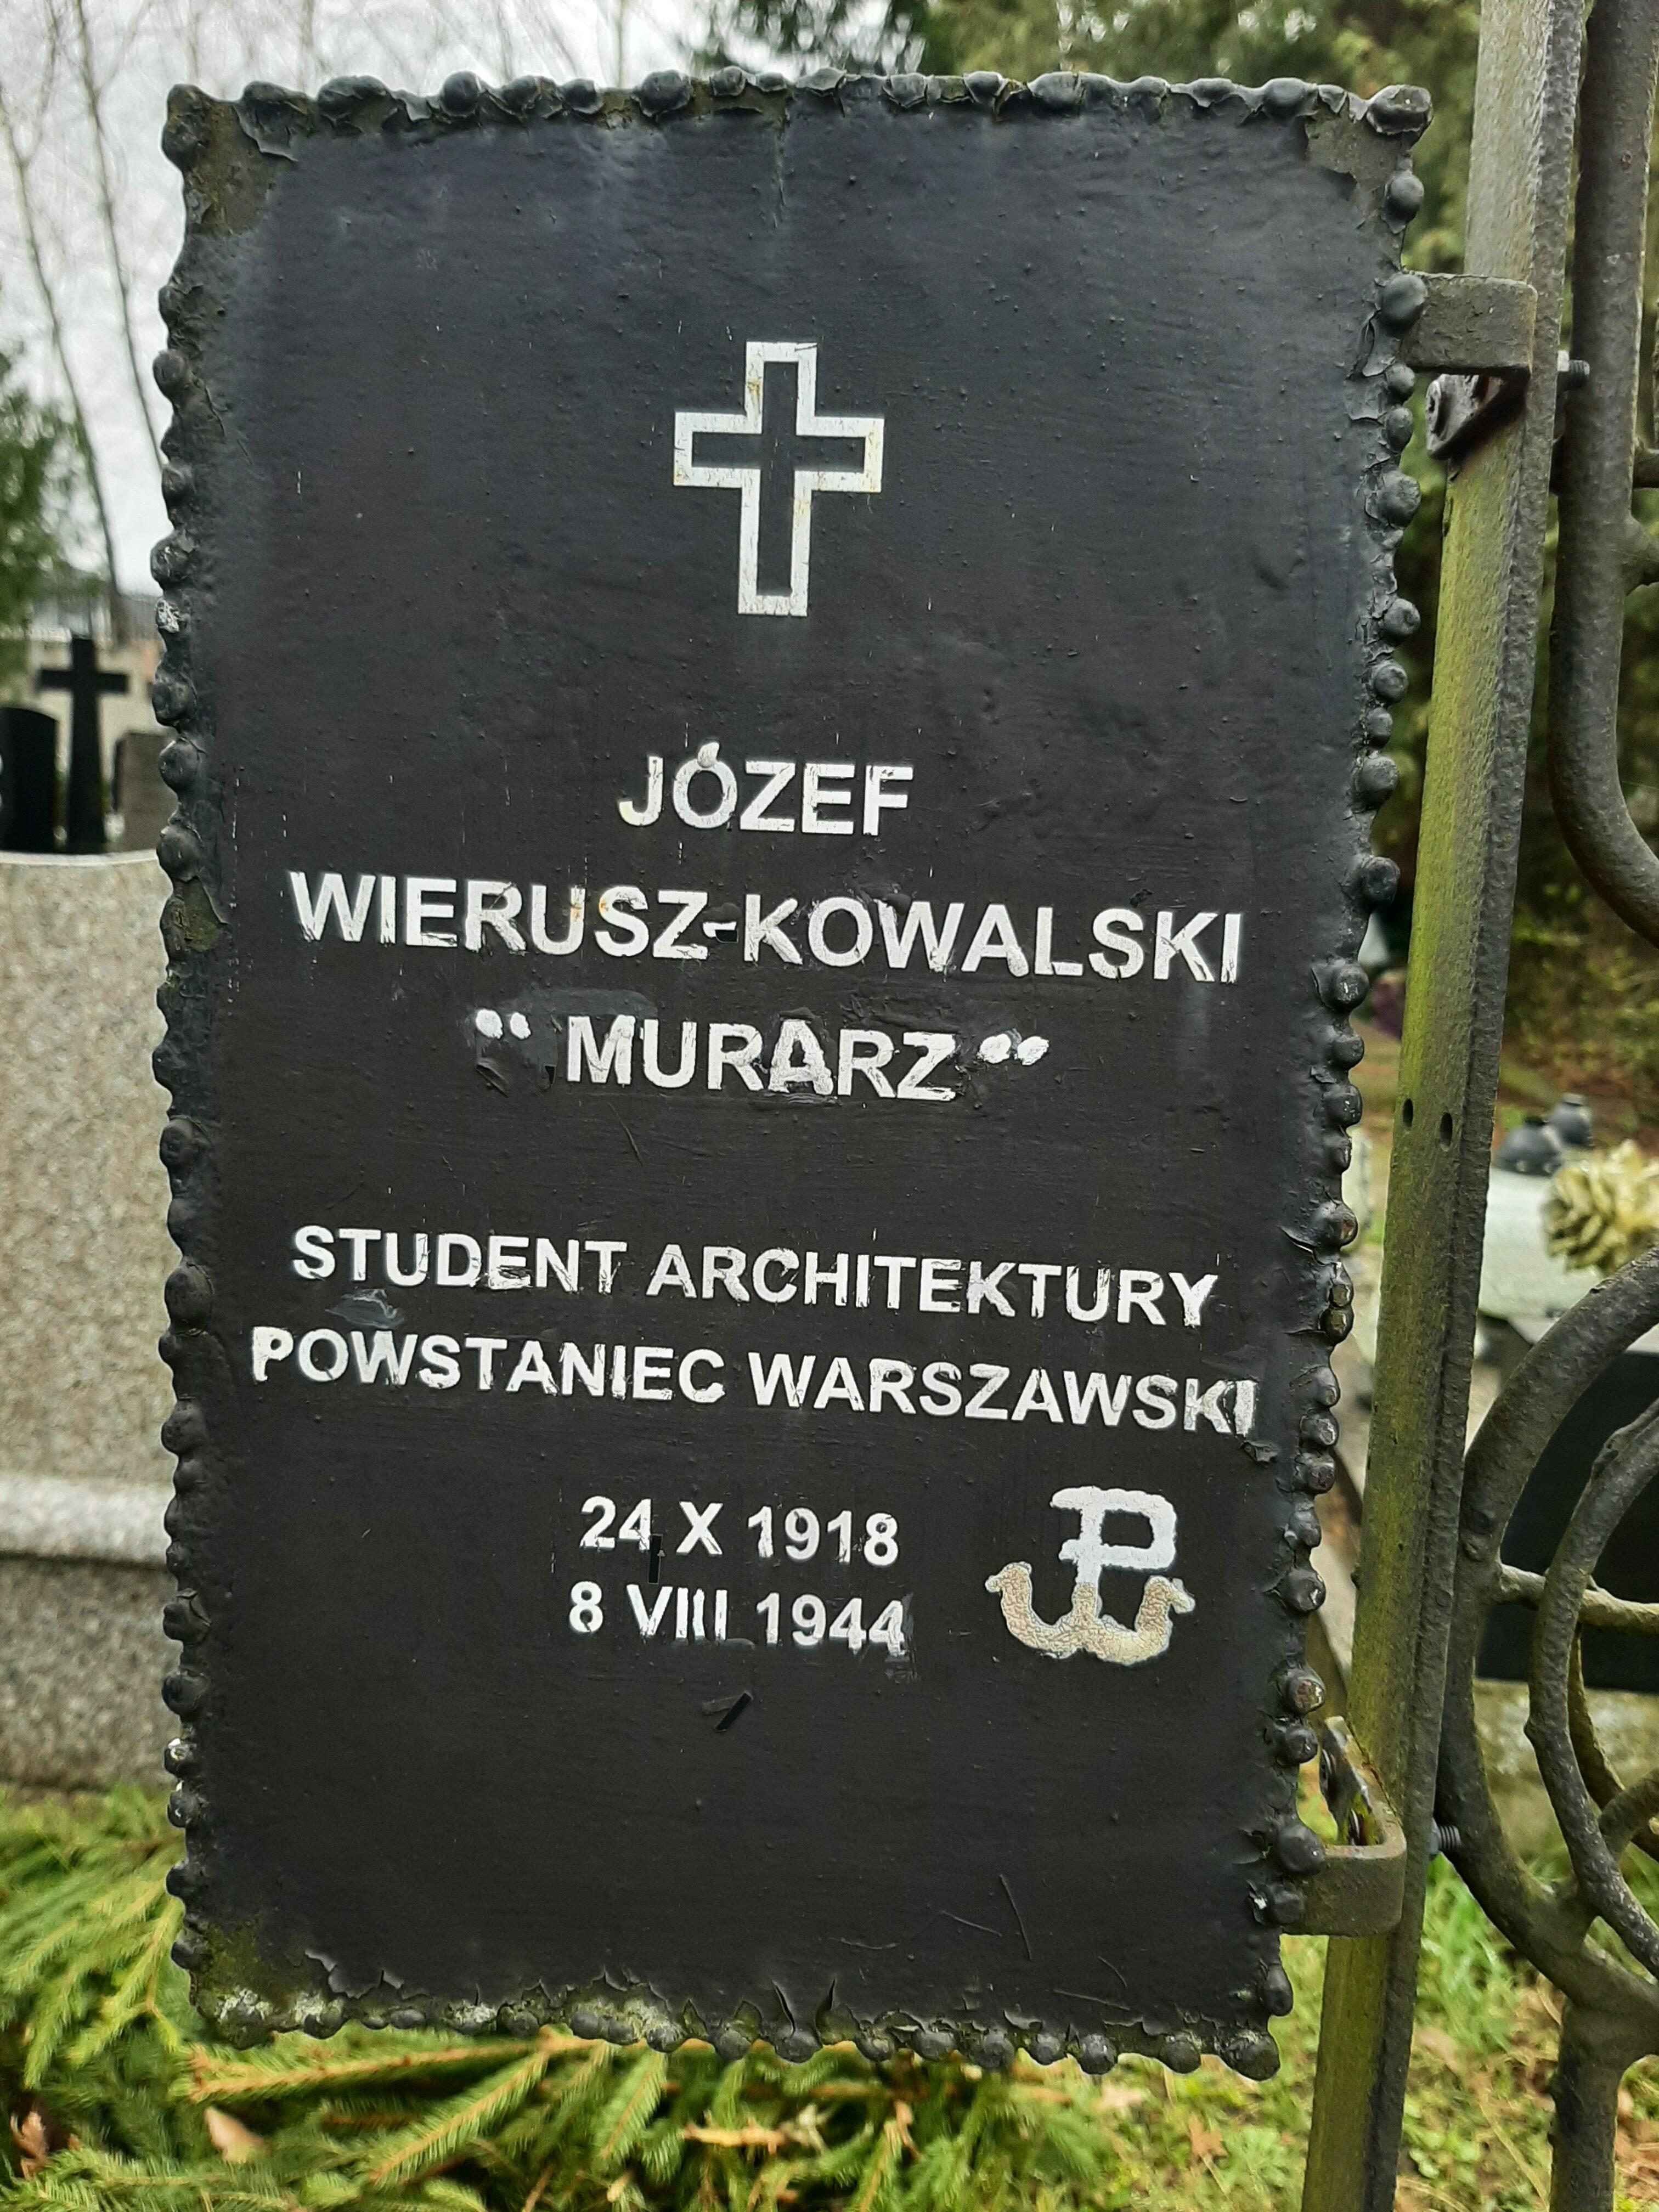 JÓZEF
WIERUSZ-KOWALSKI
"MURARZ"
STUDENT ARCHITEKTURY
POWSTANIEC WARSZAWSKI
24 X 1918
8 VIII 1944